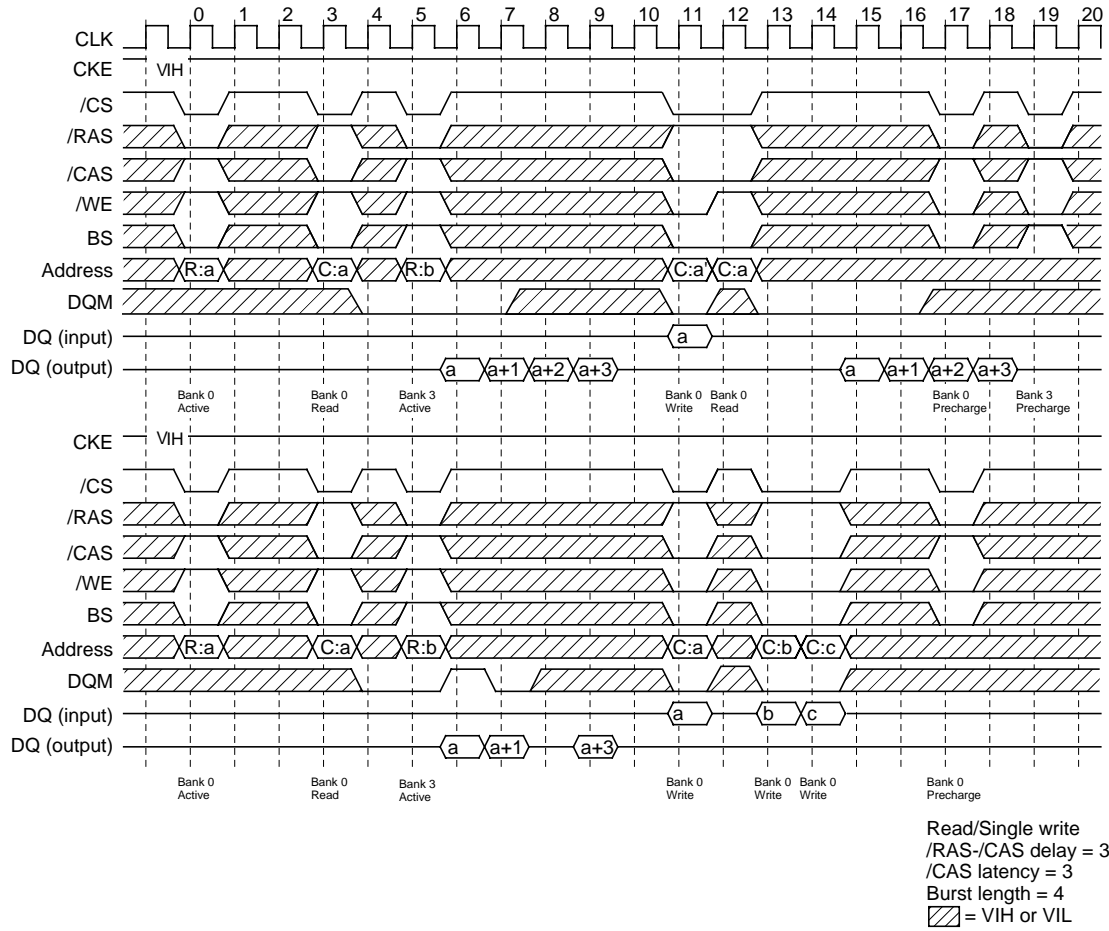 0 1 2 3 4 5 6 7 8 9 10 11 12 13 14 15 16 17 18 19 20
CLK
CKE VIH
/CS
/RAS
/CAS
/WE
BS
Address R:a C:a R:b C:a' C:a
DQM
DQ (input) a
DQ (output) a a+1 a+2 a+3 a a+1 a+2 a+3
Bank 0 Bank 0 Bank 3 Bank 0 Bank 0 Bank 0 Bank 3
Active Read Active Write Read Precharge Precharge
CKE VIH
/CS
/RAS
/CAS
/WE
BS
Address R:a C:a R:b C:a C:b C:c
DQM
DQ (input) a b c
DQ (output) a a+1 a+3
Bank 0 Bank 0 Bank 3 Bank 0 Bank 0 Bank 0 Bank 0
Active Read Active Write Write Write Precharge
Read/Single write
/RAS-/CAS delay = 3
/CAS latency = 3
Burst length = 4
= VIH or VIL